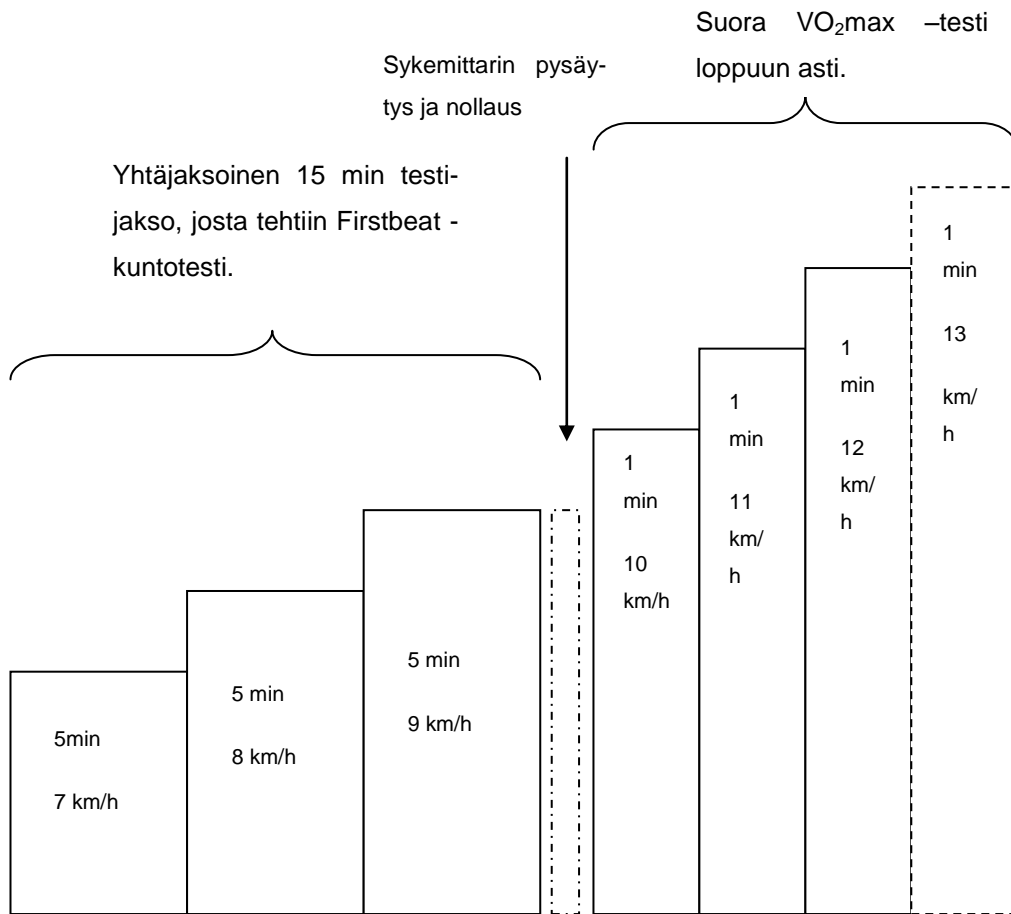 Suora VO₂max –testi
loppuun asti.
Sykemittarin pysäy-
tys ja nollaus
Yhtäjaksoinen 15 min testi-
jakso, josta tehtiin Firstbeat -
kuntotesti.
5min
7 km/h
5 min
8 km/h
5 min
9 km/h
1
min
10
km/h
1
min
11
km/
h
1
min
12
km/
h
1
min
13
km/
h